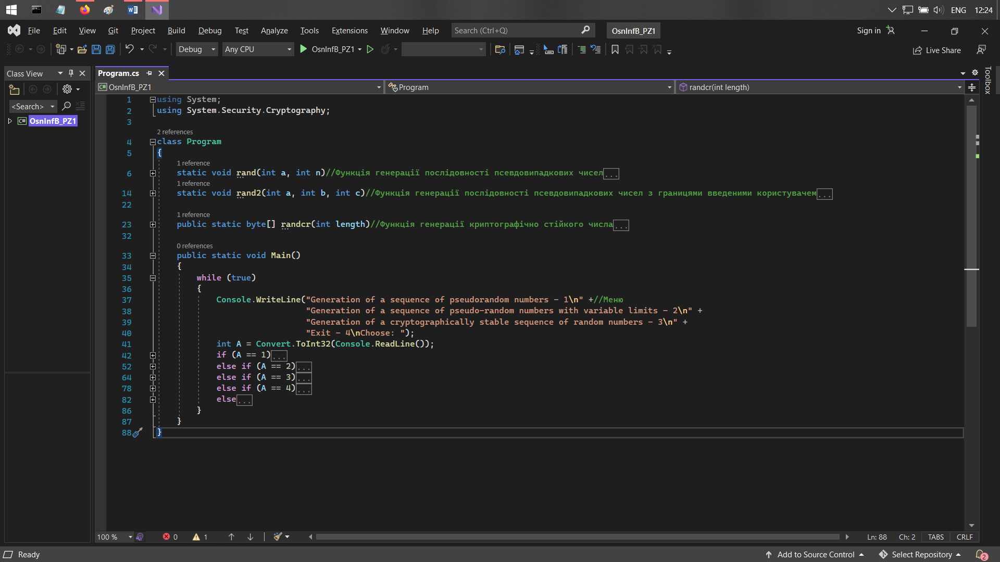 ENG 12:24
File Edit View Git Project Build Debug Test Analyze Tools Extensions Window Help Search (Ctrl+Q) OsnInfB_PZ1 Sign in
Debug Any CPU OsnInfB_PZ1 Live Share
Class View
Program.cs
OsnInfB_PZ1 Program randcr(int length)
Toolbox
<Search>
OsnInfB_PZ1
1 using System;
2 using System.Security.Cryptography;
3
2 references
4 class Program
5 {
1 reference
6 static void rand(int a, int n)//Функція генерації послідовності псевдовипадкових чисел...
1 reference
14 static void rand2(int a, int b, int c)//Функція генерації послідовності псевдовипадкових чисел з границями введеними користувачем...
22
1 reference
23 public static byte[] randcr(int length)//Функція генерації криптографічно стійкого числа...
32
0 references
33 public static void Main()
34 {
35 while (true)
36 {
37 Console.WriteLine("Generation of a sequence of pseudorandom numbers - 1\n" +//Меню
38 "Generation of a sequence of pseudo-random numbers with variable limits - 2\n" +
39 "Generation of a cryptographically stable sequence of random numbers - 3\n" +
40 "Exit - 4\nChoose: ");
41 int A = Convert.ToInt32(Console.ReadLine());
42 if (A == 1)...
52 else if (A == 2)...
64 else if (A == 3)...
78 else if (A == 4)...
82 else...
86 }
87 }
88 }
100 % 0 1 Ln: 88 Ch: 2 TABS CRLF
Ready Add to Source Control Select Repository 2